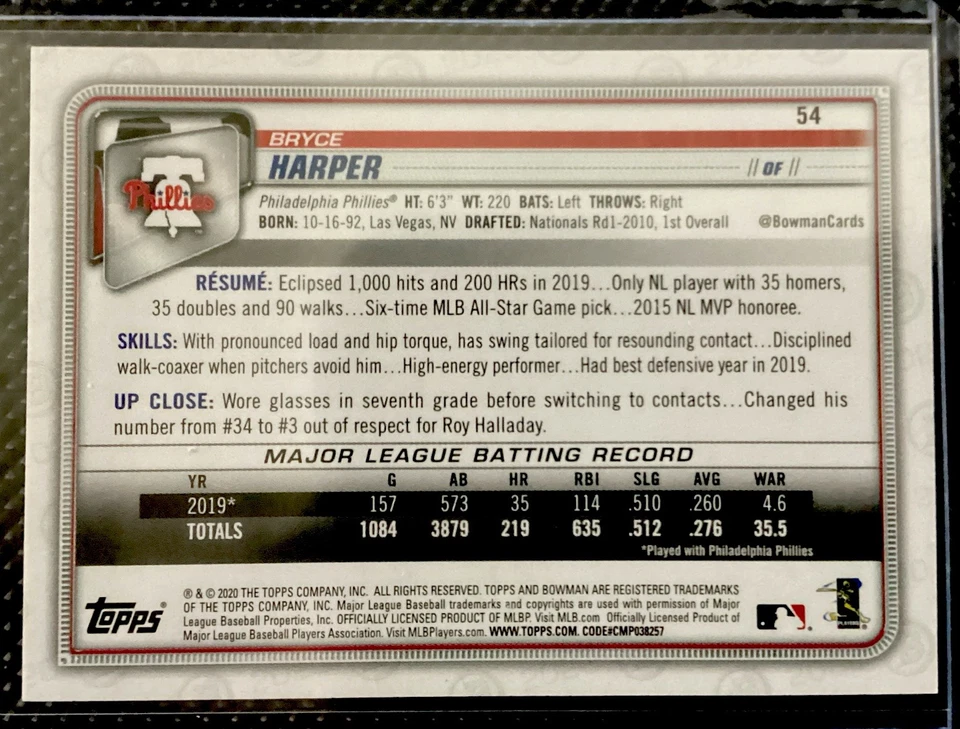 54
BRYCE
HARPER // OF //
Phillies
Philadelphia Phillies® HT: 6'3" WT: 220 BATS: Left THROWS: Right
BORN: 10-16-92, Las Vegas, NV DRAFTED: Nationals Rd1-2010, 1st Overall @BowmanCards
RÉSUMÉ: Eclipsed 1,000 hits and 200 HRs in 2019...Only NL player with 35 homers,
35 doubles and 90 walks...Six-time MLB All-Star Game pick...2015 NL MVP honoree.
SKILLS: With pronounced load and hip torque, has swing tailored for resounding contact...Disciplined
walk-coaxer when pitchers avoid him...High-energy performer...Had best defensive year in 2019.
UP CLOSE: Wore glasses in seventh grade before switching to contacts...Changed his
number from #34 to #3 out of respect for Roy Halladay.
MAJOR LEAGUE BATTING RECORD
YR G AB HR RBI SLG AVG WAR
2019* 157 573 35 114 .510 .260 4.6
TOTALS 1084 3879 219 635 .512 .276 35.5
*Played with Philadelphia Phillies
Topps®
® & © 2020 THE TOPPS COMPANY, INC. ALL RIGHTS RESERVED. TOPPS AND BOWMAN ARE REGISTERED TRADEMARKS
OF THE TOPPS COMPANY, INC. Major League Baseball trademarks and copyrights are used with permission of Major
League Baseball Properties, Inc. OFFICIALLY LICENSED PRODUCT OF MLBP. Visit MLB.com Officially Licensed Product of
Major League Baseball Players Association. Visit MLBPlayers.com. WWW.TOPPS.COM. CODE#CMP038257
PLAYERS